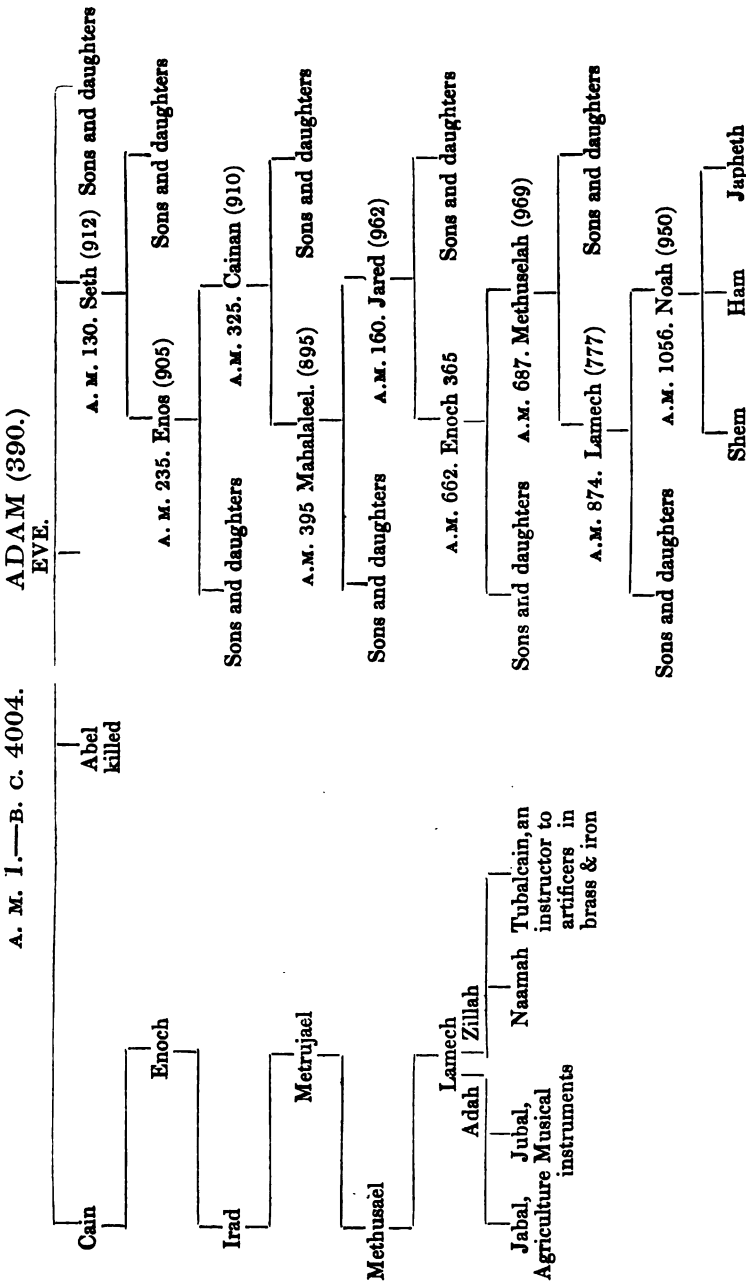 A. M. 1.—B. C. 4004. ADAM (390.)
EVE.
Cain
Abel
killed
A. M. 130. Seth (912) Sons and daughters
Enoch
A. M. 235. Enos (905) Sons and daughters
Irad
Sons and daughters A.M. 325. Cainan (910)
Metrujael
A.M. 395 Mahalaleel. (895) Sons and daughters
Methusael
Sons and daughters A.M. 160. Jared (962)
Lamech
Adah Zillah
A.M. 662. Enoch 365 Sons and daughters
Jabal, Jubal, Naamah Tubalcain, an
Agriculture Musical instructor to
instruments artificers in
brass & iron
Sons and daughters A.M. 687. Methuselah (969)
A.M. 874. Lamech (777) Sons and daughters
Sons and daughters A.M. 1056. Noah (950)
Shem Ham Japheth